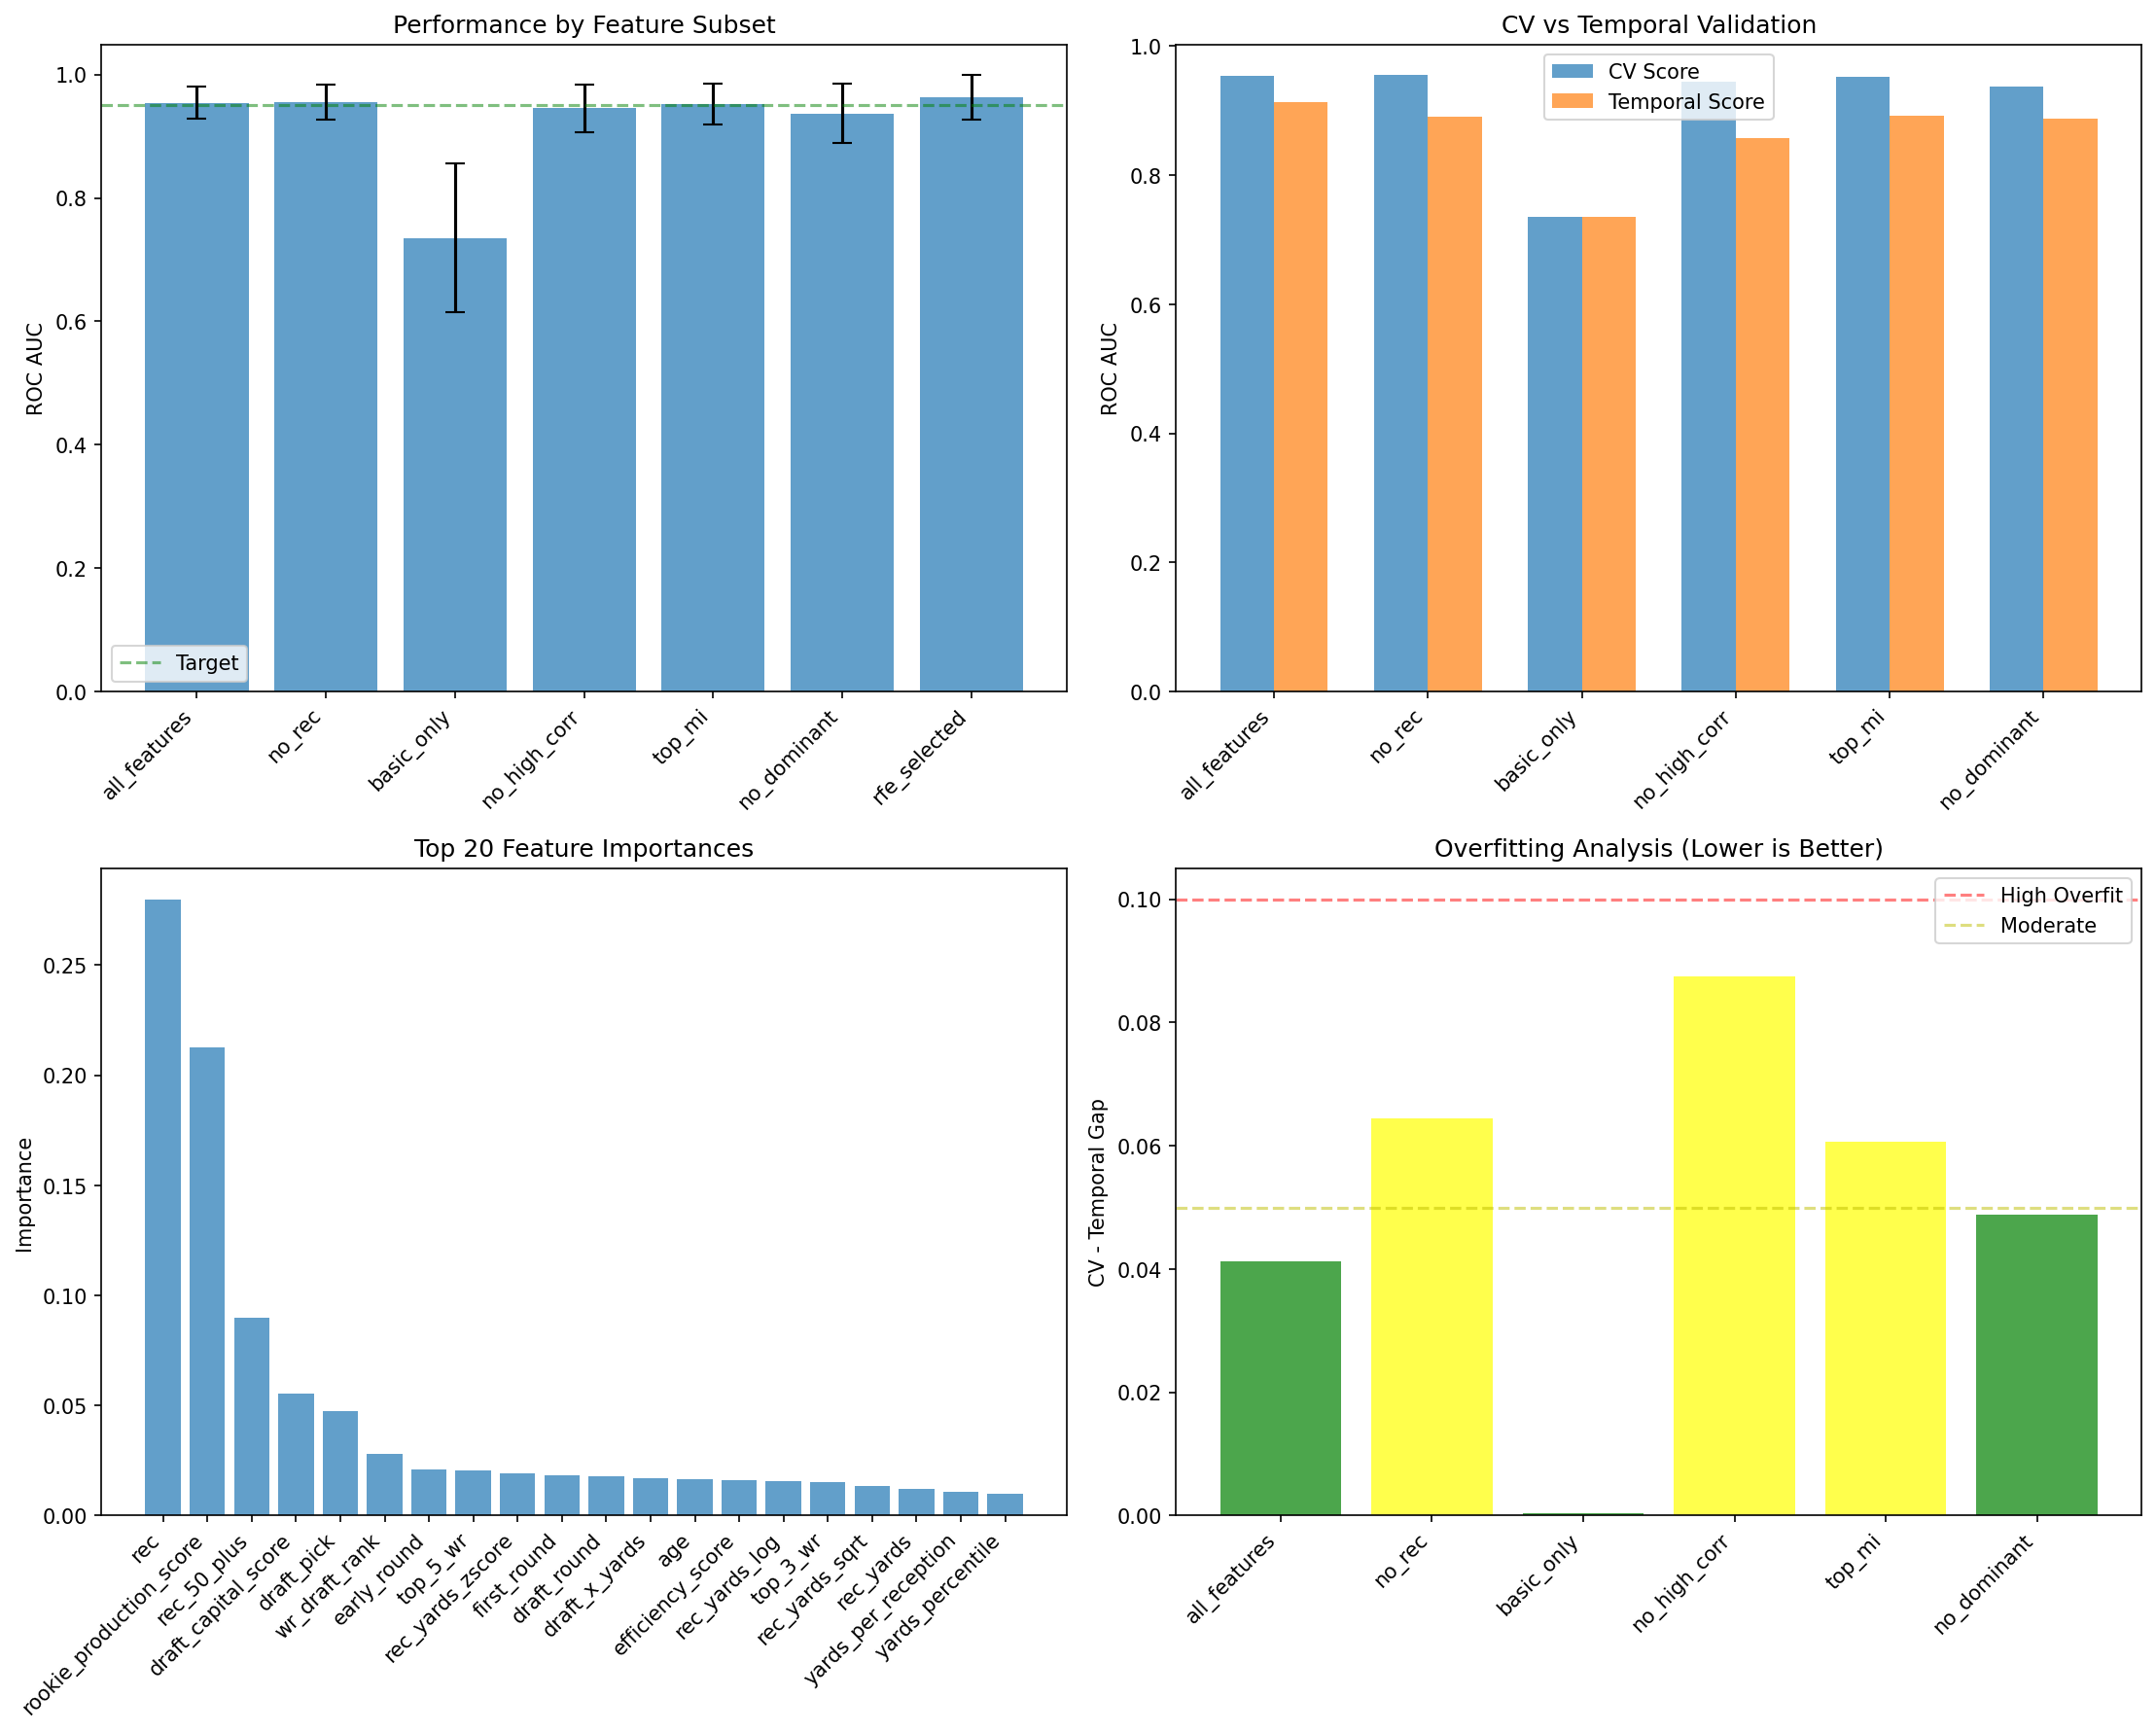 Performance by Feature Subset
ROC AUC
1.0
0.8
0.6
0.4
0.2
0.0
Target
all_features
no_rec
basic_only
no_high_corr
top_mi
no_dominant
rfe_selected
CV vs Temporal Validation
ROC AUC
1.0
0.8
0.6
0.4
0.2
0.0
CV Score
Temporal Score
all_features
no_rec
basic_only
no_high_corr
top_mi
no_dominant
Top 20 Feature Importances
Importance
0.25
0.20
0.15
0.10
0.05
0.00
rec
rookie_production_score
rec_50_plus
draft_capital_score
draft_pick
wr_draft_rank
early_round
top_5_wr
rec_yards_zscore
first_round
draft_round
draft_x_yards
age
efficiency_score
rec_yards_log
top_3_wr
rec_yards_sqrt
rec_yards
yards_per_reception
yards_percentile
Overfitting Analysis (Lower is Better)
CV - Temporal Gap
0.10
0.08
0.06
0.04
0.02
0.00
High Overfit
Moderate
all_features
no_rec
basic_only
no_high_corr
top_mi
no_dominant